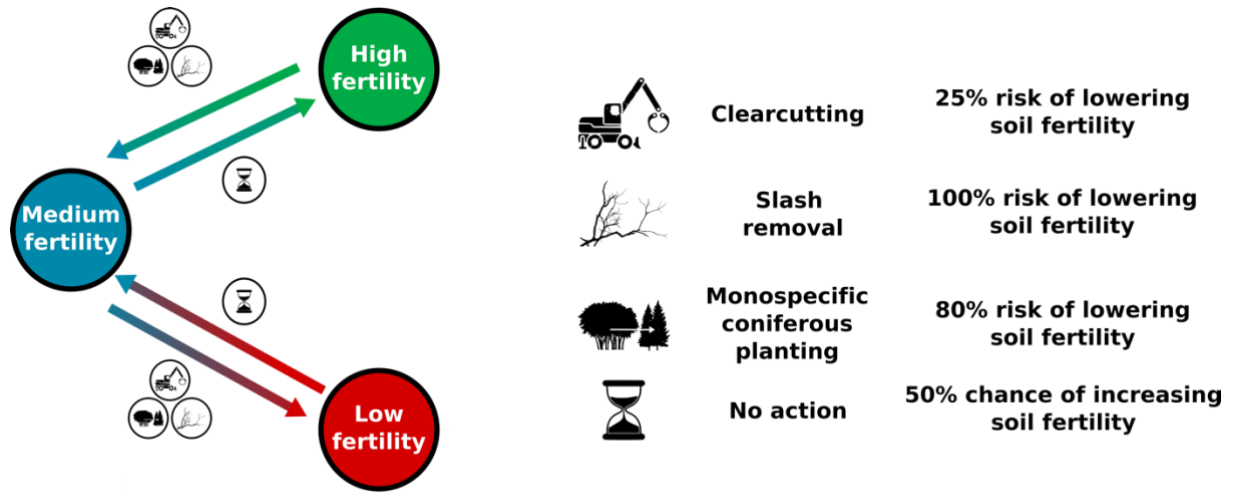 High
fertility
Medium
fertility
Low
fertility
Clearcutting
25% risk of lowering
soil fertility
Slash
removal
100% risk of lowering
soil fertility
Monospecific
coniferous
planting
80% risk of lowering
soil fertility
No action
50% chance of increasing
soil fertility